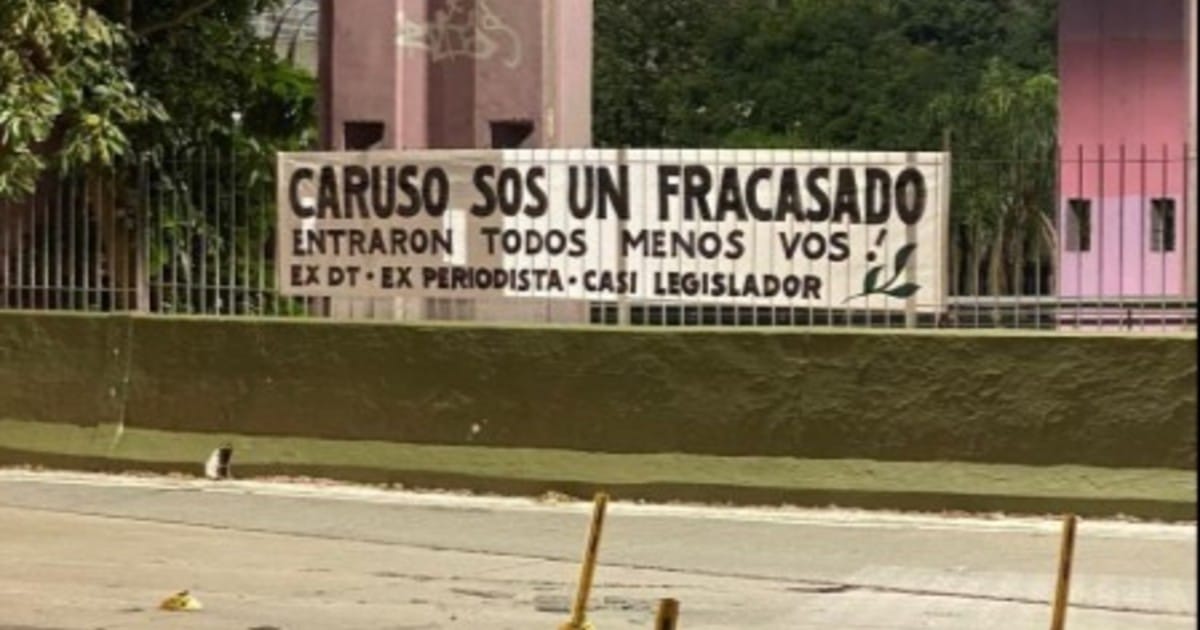 CARUSO SOS UN FRACASADO
ENTRARON TODOS MENOS VOS!
EX DT • EX PERIODISTA • CASI LEGISLADOR